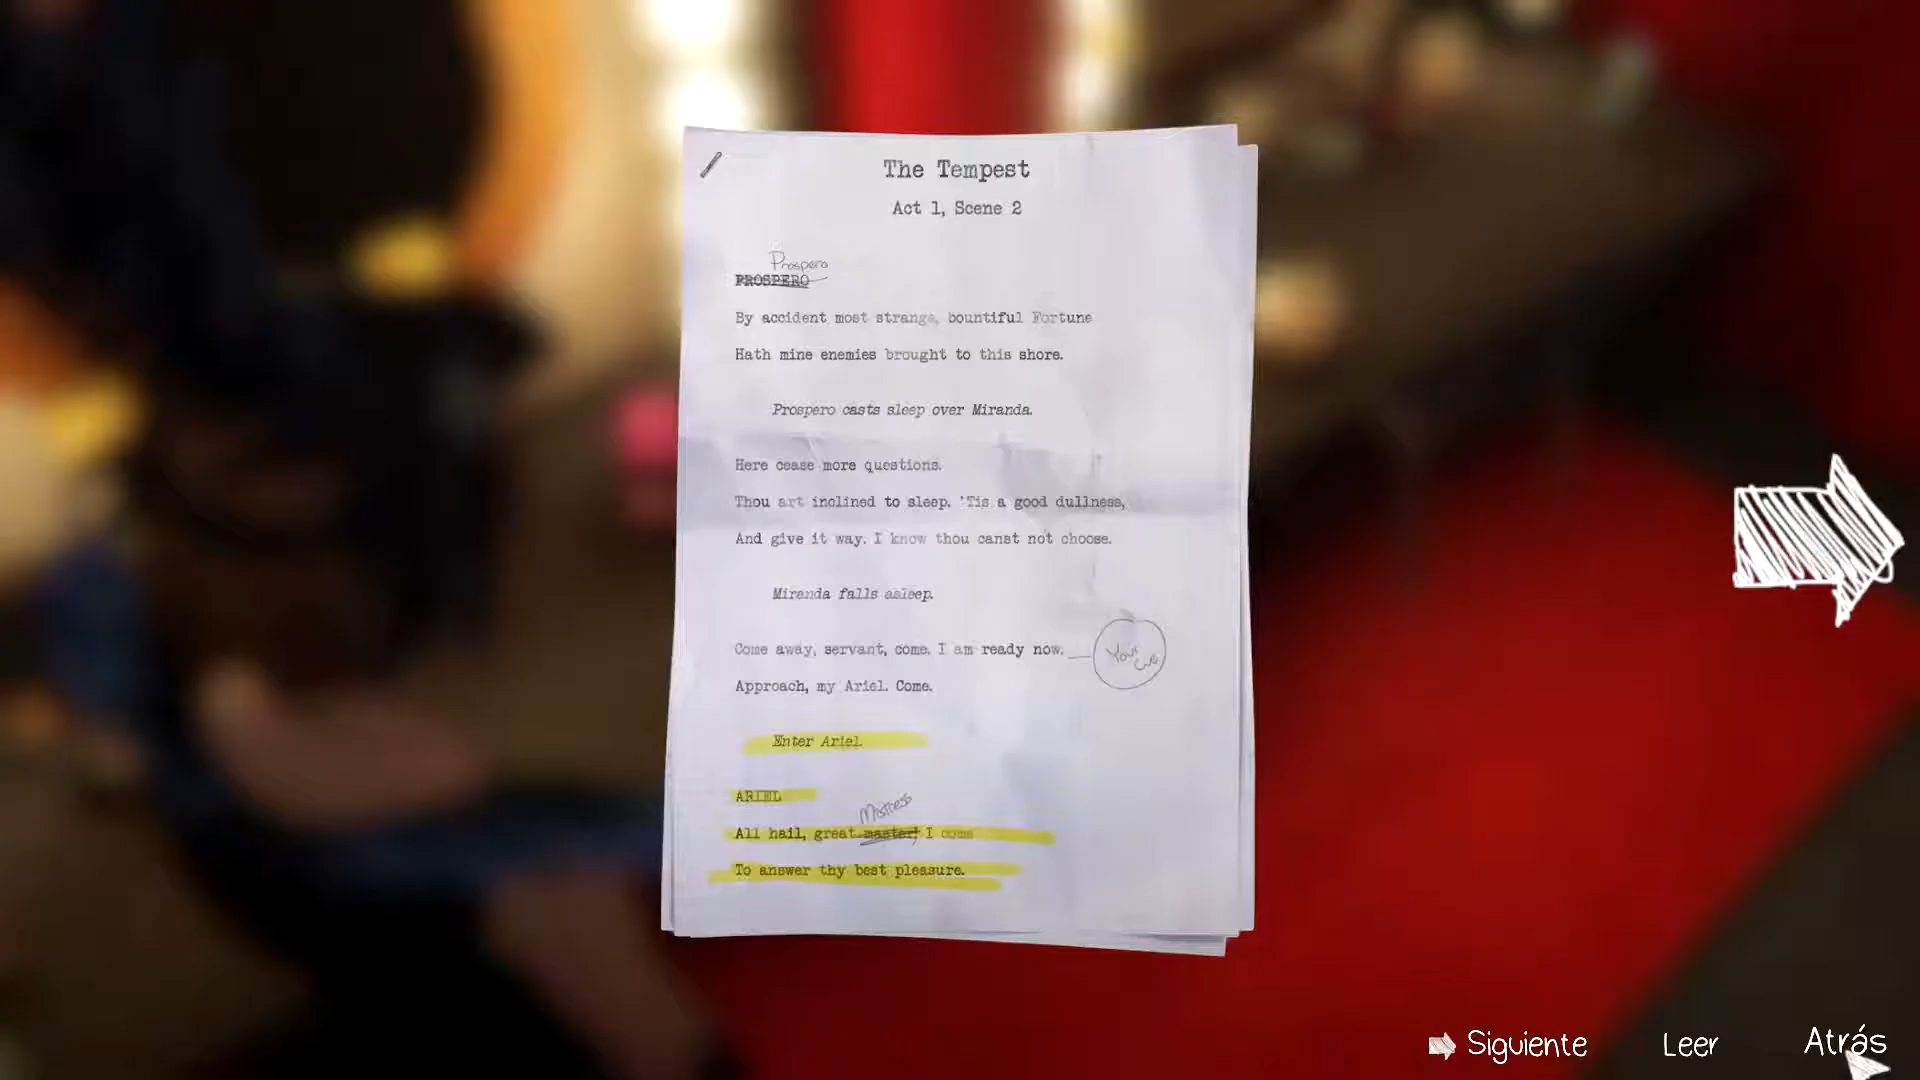 The Tempest
Act 1, Scene 2
Prospero
PROSPERO
By accident most strange, bountiful Fortune
Hath mine enemies brought to this shore.
Prospero casts sleep over Miranda.
Here cease more questions.
Thou art inclined to sleep. 'Tis a good dullness,
And give it way. I know thou canst not choose.
Miranda falls asleep.
Come away, servant, come. I am ready now.
Your
Cue
Approach, my Ariel. Come.
Enter Ariel.
ARIEL
Mistress
All hail, great master, I come
To answer thy best pleasure.
Siguiente Leer Atrás